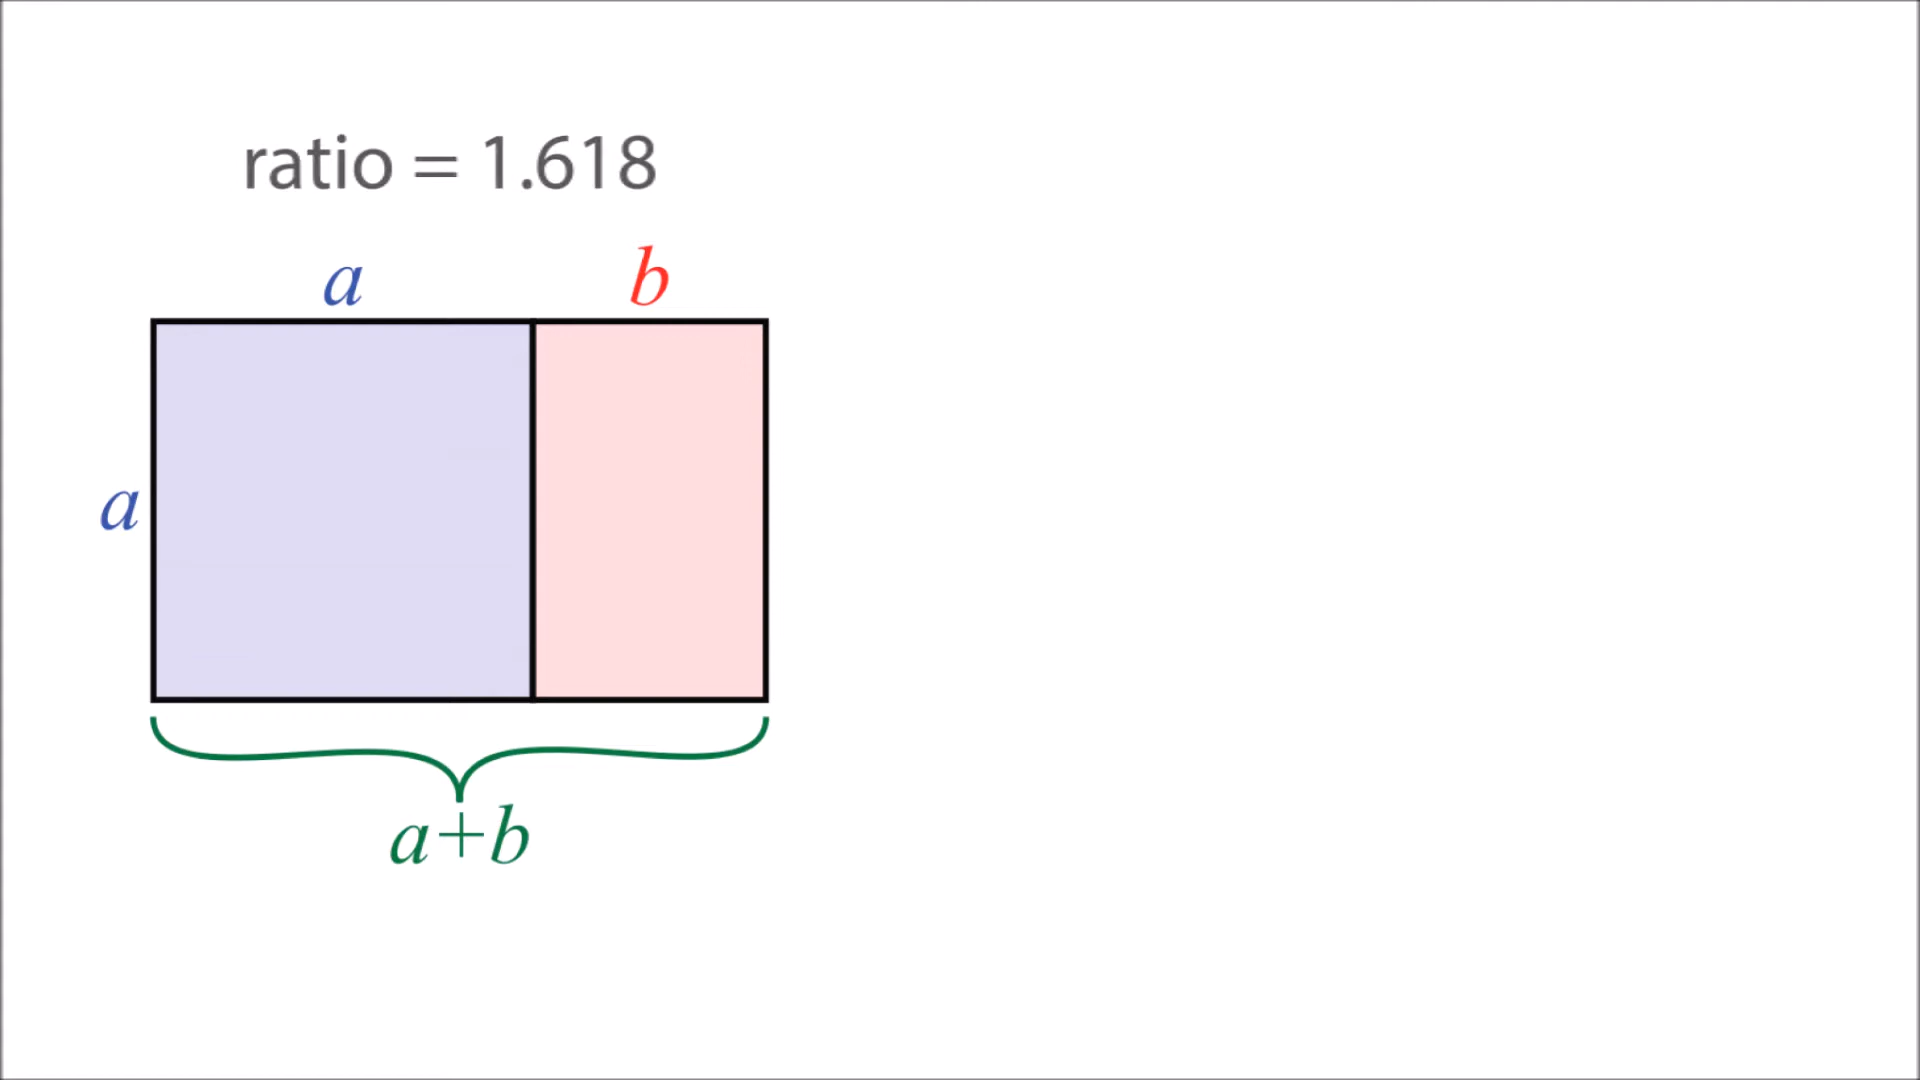 ratio = 1.618
a b
a
a+b